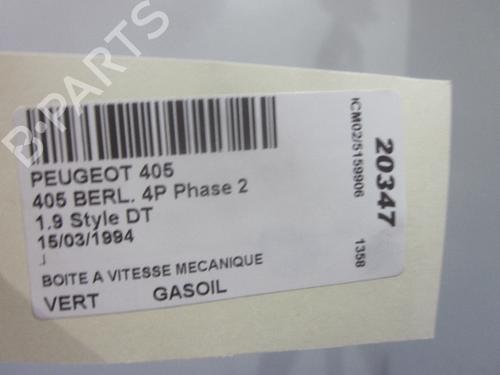 PEUGEOT 405
405 BERL. 4P Phase 2
1.9 Style DT
15/03/1994
J
BOITE A VITESSE MECANIQUE
VERT GASOIL
ICM02/5159906
1358
20347
B-PARTS